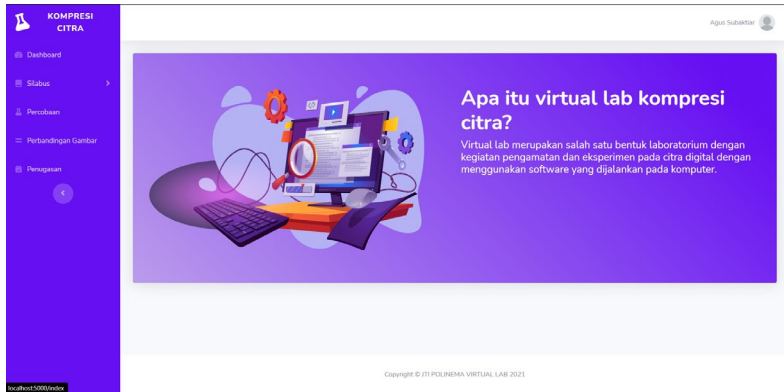 KOMPRESI
CITRA
Agus Subakhar
Dashboard
Silabus
Percobaan
Perbandingan Gambar
Penugasan
Apa itu virtual lab kompresi
citra?
Virtual lab merupakan salah satu bentuk laboratorium dengan
kegiatan pengamatan dan eksperimen pada citra digital dengan
menggunakan software yang dijalankan pada komputer.
Copyright © JTI POLINEMA VIRTUAL LAB 2021
localhost:5000/index